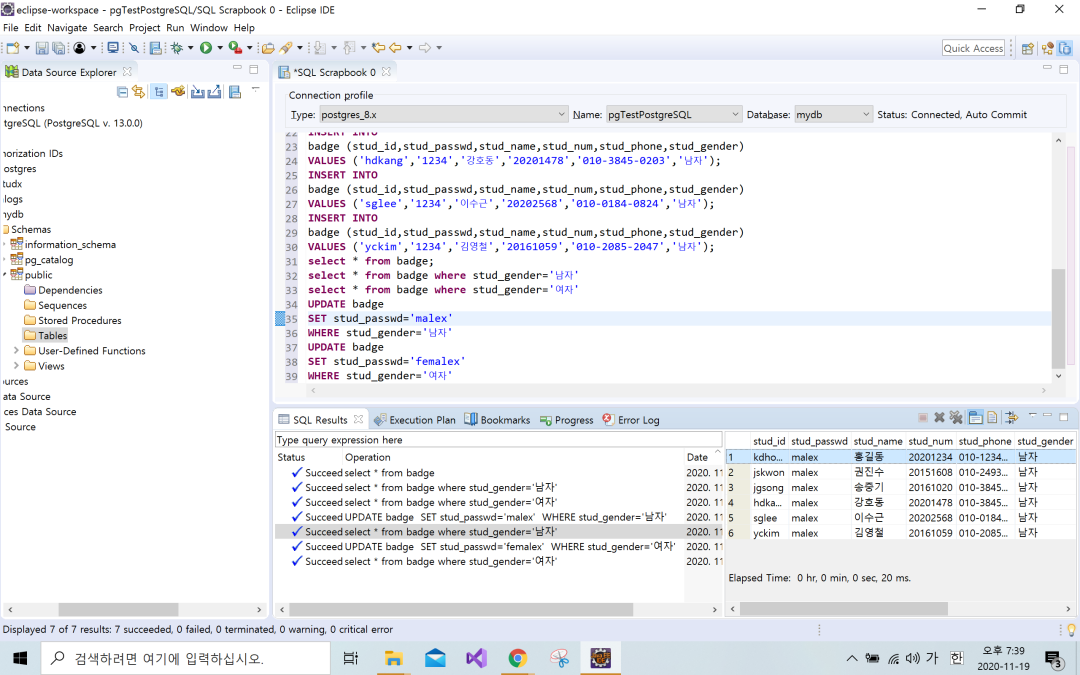 eclipse-workspace - pgTestPostgreSQL/SQL Scrapbook 0 - Eclipse IDE
File Edit Navigate Search Project Run Window Help
Quick Access
Data Source Explorer
nnections
tgreSQL (PostgreSQL v. 13.0.0)
norization IDs
ostgres
tudx
logs
nydb
Schemas
information_schema
pg_catalog
public
Dependencies
Sequences
Stored Procedures
Tables
User-Defined Functions
Views
ources
ata Source
ces Data Source
Source
*SQL Scrapbook 0
Connection profile
Type: postgres_8.x Name: pgTestPostgreSQL Database: mydb Status: Connected, Auto Commit
22 INSERT INTO
23 badge (stud_id,stud_passwd,stud_name,stud_num,stud_phone,stud_gender)
24 VALUES ('hdkang','1234','강호동','20201478','010-3845-0203','남자');
25 INSERT INTO
26 badge (stud_id,stud_passwd,stud_name,stud_num,stud_phone,stud_gender)
27 VALUES ('sglee','1234','이수근','20202568','010-0184-0824','남자');
28 INSERT INTO
29 badge (stud_id,stud_passwd,stud_name,stud_num,stud_phone,stud_gender)
30 VALUES ('yckim','1234','김영철','20161059','010-2085-2047','남자');
31 select * from badge;
32 select * from badge where stud_gender='남자'
33 select * from badge where stud_gender='여자'
34 UPDATE badge
35 SET stud_passwd='malex'
36 WHERE stud_gender='남자'
37 UPDATE badge
38 SET stud_passwd='femalex'
39 WHERE stud_gender='여자'
SQL Results Execution Plan Bookmarks Progress Error Log
Type query expression here
Status Operation Date
Succeed select * from badge 2020. 11
Succeed select * from badge where stud_gender='남자' 2020. 11
Succeed select * from badge where stud_gender='여자' 2020. 11
Succeed UPDATE badge SET stud_passwd='malex' WHERE stud_gender='남자' 2020. 11
Succeed select * from badge where stud_gender='남자' 2020. 11
Succeed UPDATE badge SET stud_passwd='femalex' WHERE stud_gender='여자' 2020. 11
Succeed select * from badge where stud_gender='여자' 2020. 11
stud_id stud_passwd stud_name stud_num stud_phone stud_gender
1 kdho... malex 홍길동 20201234 010-1234... 남자
2 jskwon malex 권진수 20151608 010-2493... 남자
3 jgsong malex 송중기 20161020 010-3845... 남자
4 hdka... malex 강호동 20201478 010-3845... 남자
5 sglee malex 이수근 20202568 010-0184... 남자
6 yckim malex 김영철 20161059 010-2085... 남자
Elapsed Time: 0 hr, 0 min, 0 sec, 20 ms.
Displayed 7 of 7 results: 7 succeeded, 0 failed, 0 terminated, 0 warning, 0 critical error
검색하려면 여기에 입력하십시오.
가 한
오후 7:39
2020-11-19
3